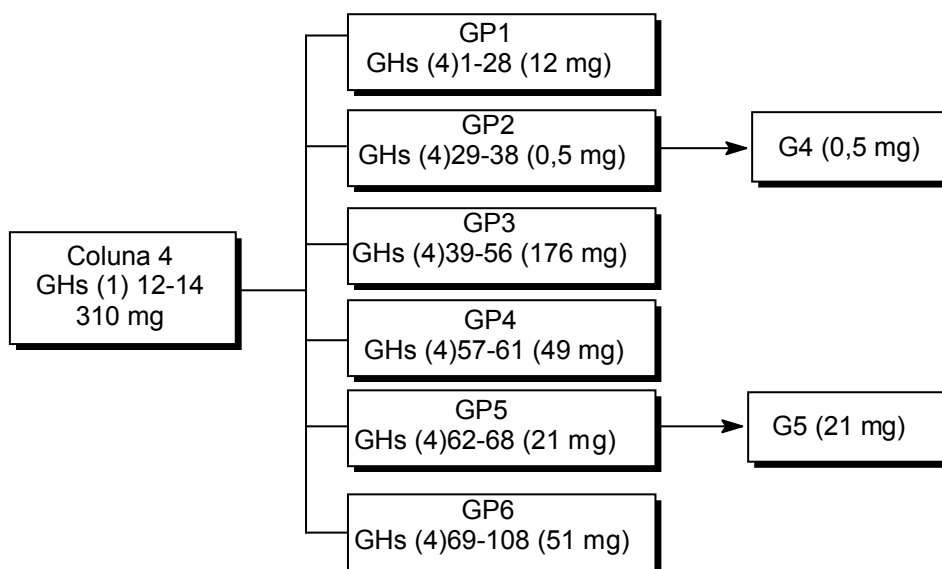 GP1
GHs (4)1-28 (12 mg)
GP2
GHs (4)29-38 (0,5 mg)
G4 (0,5 mg)
GP3
GHs (4)39-56 (176 mg)
Coluna 4
GHs (1) 12-14
310 mg
GP4
GHs (4)57-61 (49 mg)
GP5
GHs (4)62-68 (21 mg)
G5 (21 mg)
GP6
GHs (4)69-108 (51 mg)